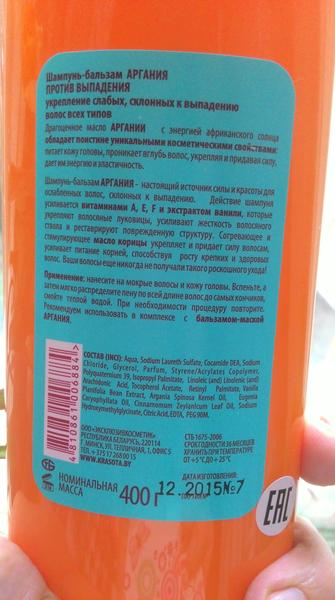 Шампунь-бальзам АРГАНИЯ
ПРОТИВ ВЫПАДЕНИЯ
укрепление слабых, склонных к выпадению
волос всех типов
Драгоценное масло АРГАНИИ с энергией африканского солнца
обладает поистине уникальными косметическими свойствами:
питает кожу головы, проникает вглубь волос, укрепляя и придавая силу,
дает им энергию и эластичность.
Шампунь-бальзам АРГАНИЯ - настоящий источник силы и красоты для
ослабленных волос, склонных к выпадению. Действие шампуня
усиливается витаминами А, Е, F и экстрактом ванили, которые
укрепляют волосяные луковицы, усиливают жесткость волосяного
ствола и реставрируют поврежденную структуру. Согревающее и
стимулирующее масло корицы укрепляет и придает силу волосам,
усиливает питание корней, способствуя росту крепких и здоровых
волос. Ваши волосы еще никогда не получали такого роскошного ухода!
Применение: нанесите на мокрые волосы и кожу головы. Вспеньте, а
затем мягко распределите пену по всей длине волос до самых кончиков,
смойте теплой водой. При необходимости процедуру повторите.
Рекомендуем использовать в комплексе с бальзамом-маской
АРГАНИЯ.
СОСТАВ (INCI): Aqua, Sodium Laureth Sulfate, Cocamide DEA, Sodium
Chloride, Glycerol, Parfum, Styrene/Acrylates Copolymer,
Polyquaternium 39, Isopropyl Palmitate, Linoleic (and) Linolenic (and)
Arachidonic Acid, Tocopherol Acetate, Retinyl Palmitate, Vanilla
Planifolia Bean Extract, Argania Spinosa Kernel Oil, Eugenia
Caryophyllata Oil, Cinnamomum Zeylanicum Leaf Oil, Sodium
Hydroxymethylglycinate, Citric Acid, EDTA, PEG 90M.
4810861006884
ООО «ЭКСКЛЮЗИВКОСМЕТИК»
РЕСПУБЛИКА БЕЛАРУСЬ, 220114
Г. МИНСК, УЛ. ТЕПЛИЧНАЯ, 1, ОФИС 5
ТЕЛ. +375 17 268 00 15
WWW.KRASOTA.BY
СТБ 1675-2006
СРОК ГОДНОСТИ 36 МЕСЯЦЕВ
ХРАНИТЬ ПРИ ТЕМПЕРАТУРЕ
ОТ +5°С ДО + 25°С
НОМИНАЛЬНАЯ
МАССА 400 г
ДАТА ИЗГОТОВЛЕНИЯ:
12.2015№7
EAC